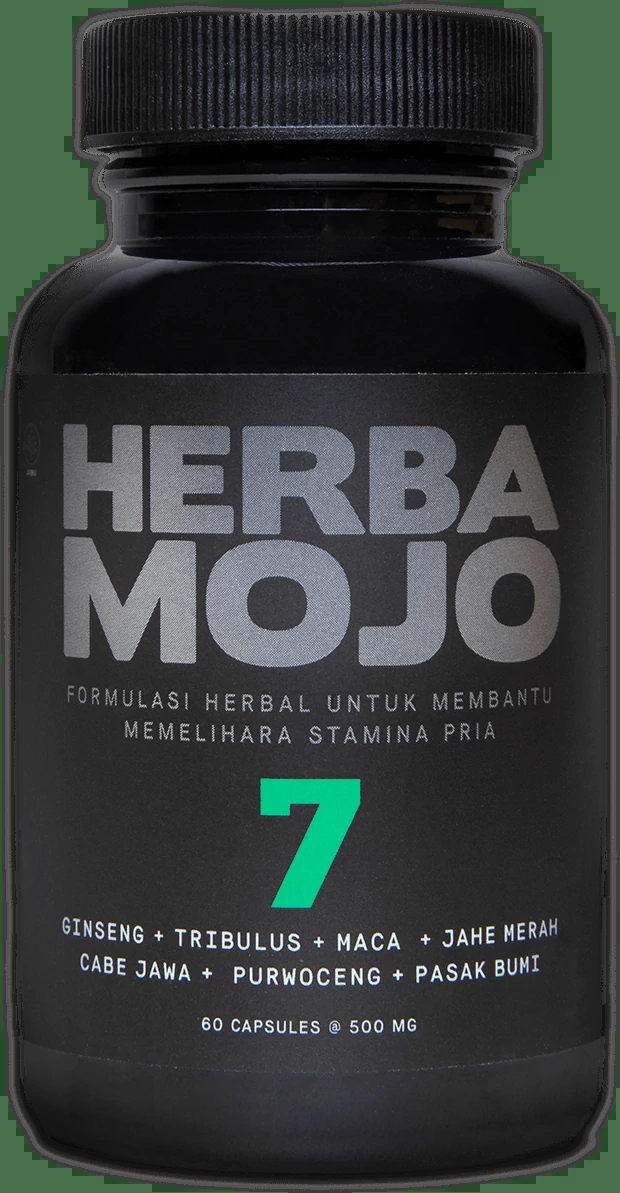 HERBA
MOJO
FORMULASI HERBAL UNTUK MEMBANTU
MEMELIHARA STAMINA PRIA
7
GINSENG + TRIBULUS + MACA + JAHE MERAH
CABE JAWA + PURWOCENG + PASAK BUMI
60 CAPSULES @ 500 MG